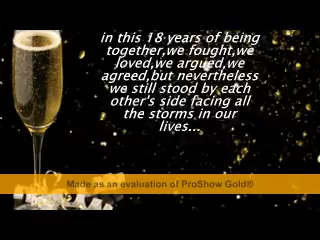 in this 18 years of being
together,we fought,we
loved,we argued,we
agreed,but nevertheless
we still stood by each
other's side facing all
the storms in our
lives...
Made as an evaluation of ProShow Gold®